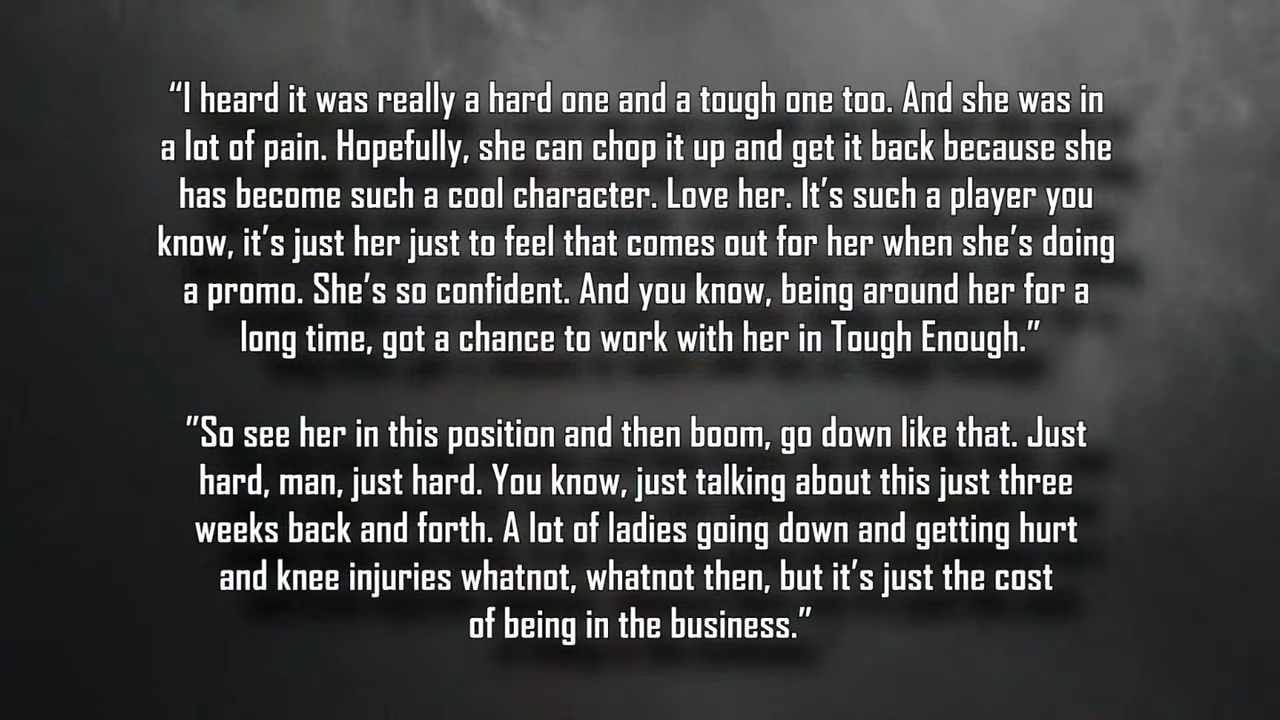 “I heard it was really a hard one and a tough one too. And she was in
a lot of pain. Hopefully, she can chop it up and get it back because she
has become such a cool character. Love her. It’s such a player you
know, it’s just her just to feel that comes out for her when she’s doing
a promo. She’s so confident. And you know, being around her for a
long time, got a chance to work with her in Tough Enough.”
”So see her in this position and then boom, go down like that. Just
hard, man, just hard. You know, just talking about this just three
weeks back and forth. A lot of ladies going down and getting hurt
and knee injuries whatnot, whatnot then, but it’s just the cost
of being in the business.”